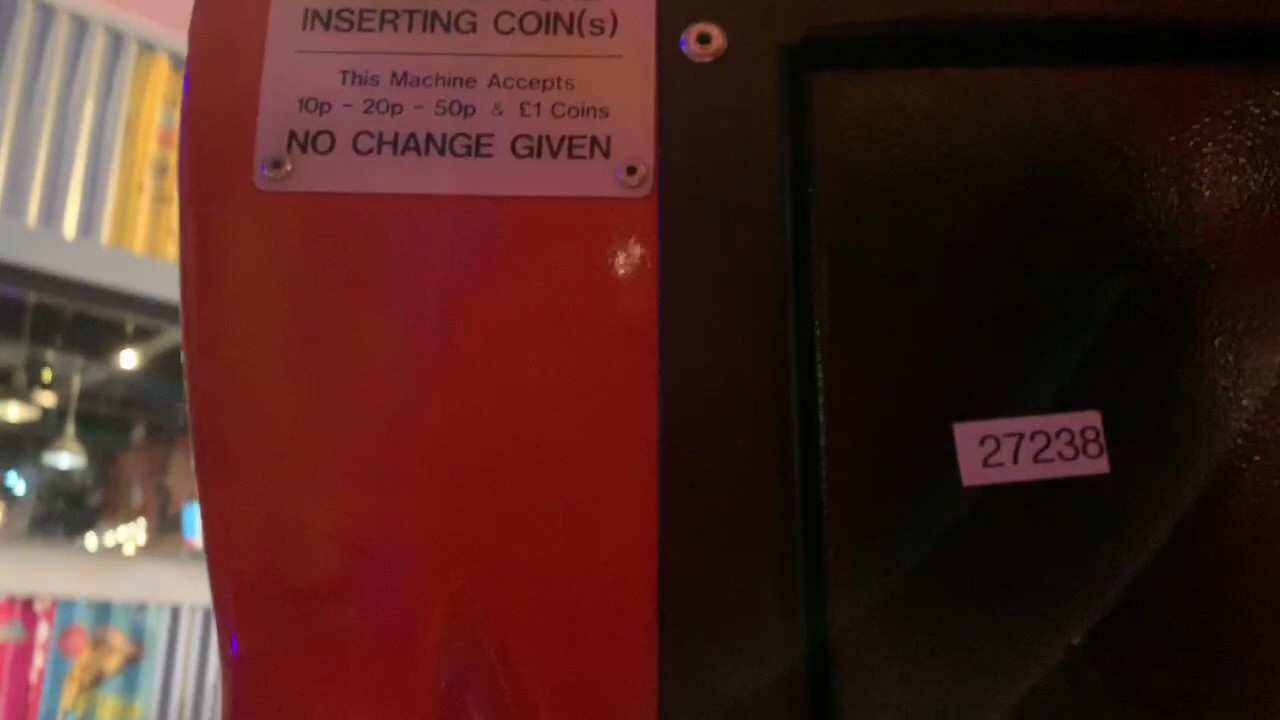 INSERTING COIN(s)
This Machine Accepts
10p - 20p - 50p & £1 Coins
NO CHANGE GIVEN
27238